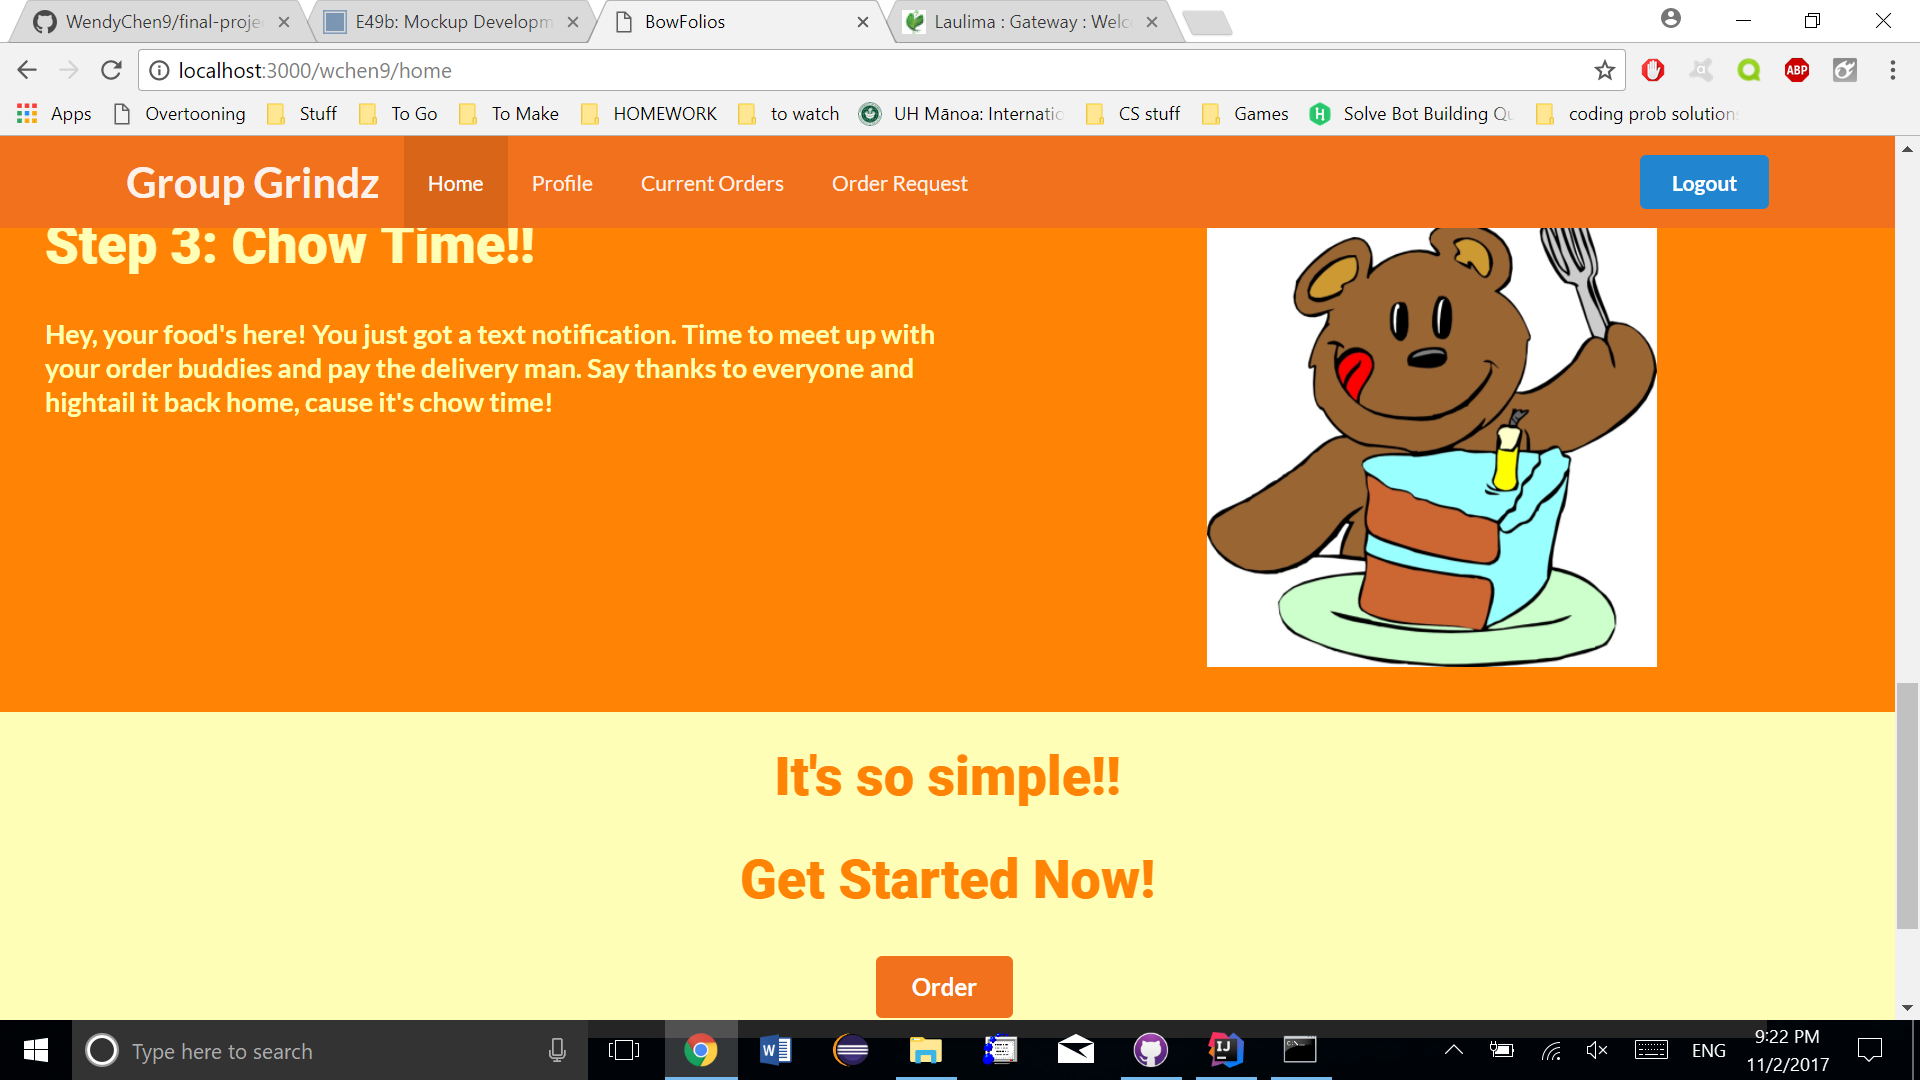 WendyChen9/final-proje
E49b: Mockup Developm
BowFolios
Laulima : Gateway : Welc
localhost:3000/wchen9/home
ABP
Apps
Overtooning
Stuff
To Go
To Make
HOMEWORK
to watch
UH Mānoa: Internatio
CS stuff
Games
Solve Bot Building Qu
coding prob solutions
Group Grindz
Home
Profile
Current Orders
Order Request
Logout
Step 3: Chow Time!!
Hey, your food's here! You just got a text notification. Time to meet up with
your order buddies and pay the delivery man. Say thanks to everyone and
hightail it back home, cause it's chow time!
It's so simple!!
Get Started Now!
Order
Type here to search
ENG
9:22 PM
11/2/2017